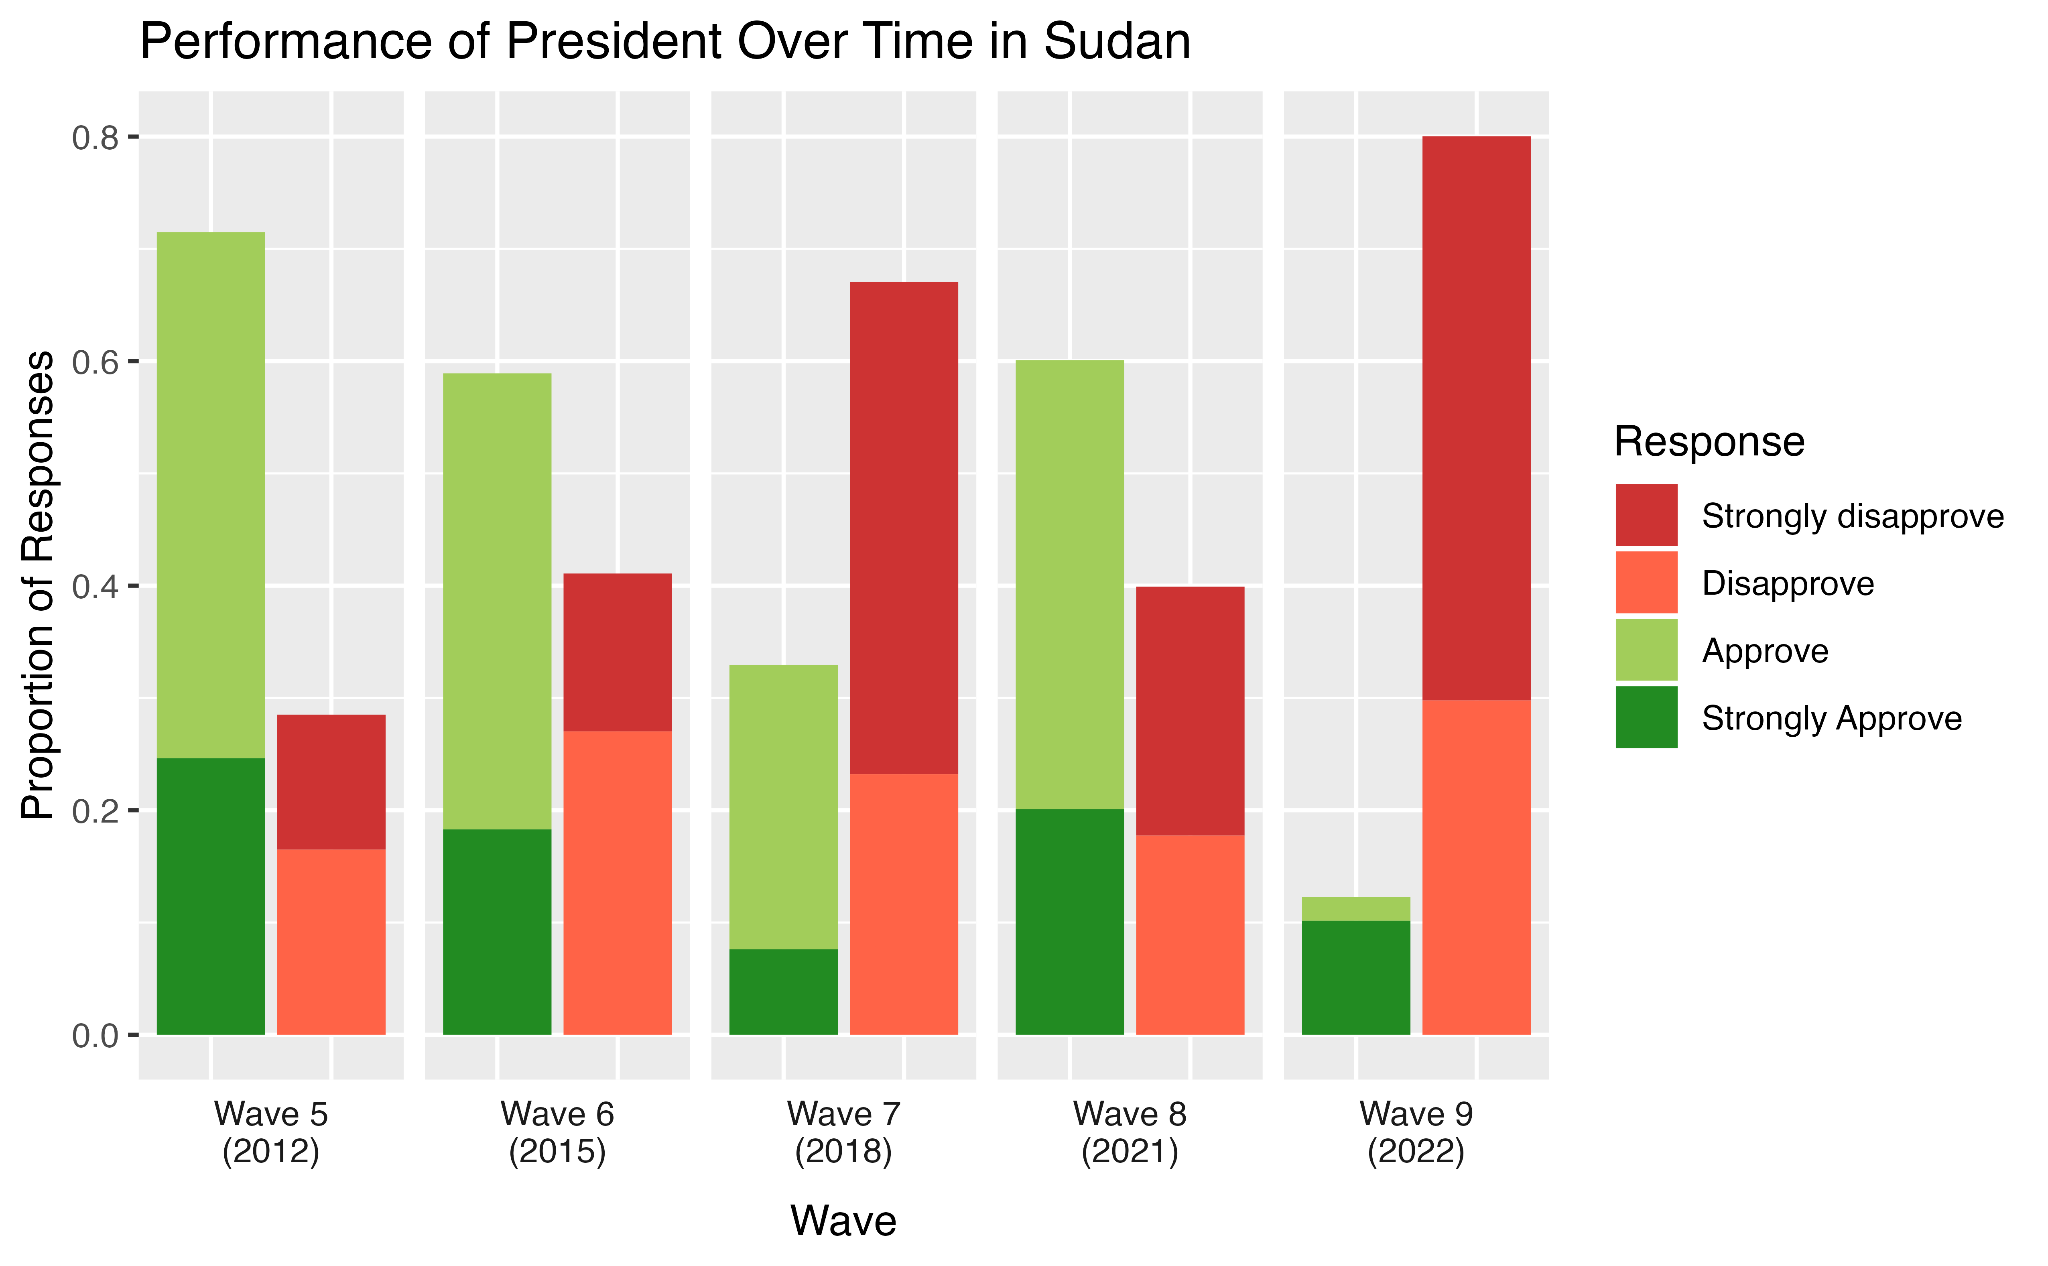 Performance of President Over Time in Sudan
Proportion of Responses
0.8
0.6
0.4
0.2
0.0
Wave 5
(2012)
Wave 6
(2015)
Wave 7
(2018)
Wave 8
(2021)
Wave 9
(2022)
Wave
Response
Strongly disapprove
Disapprove
Approve
Strongly Approve